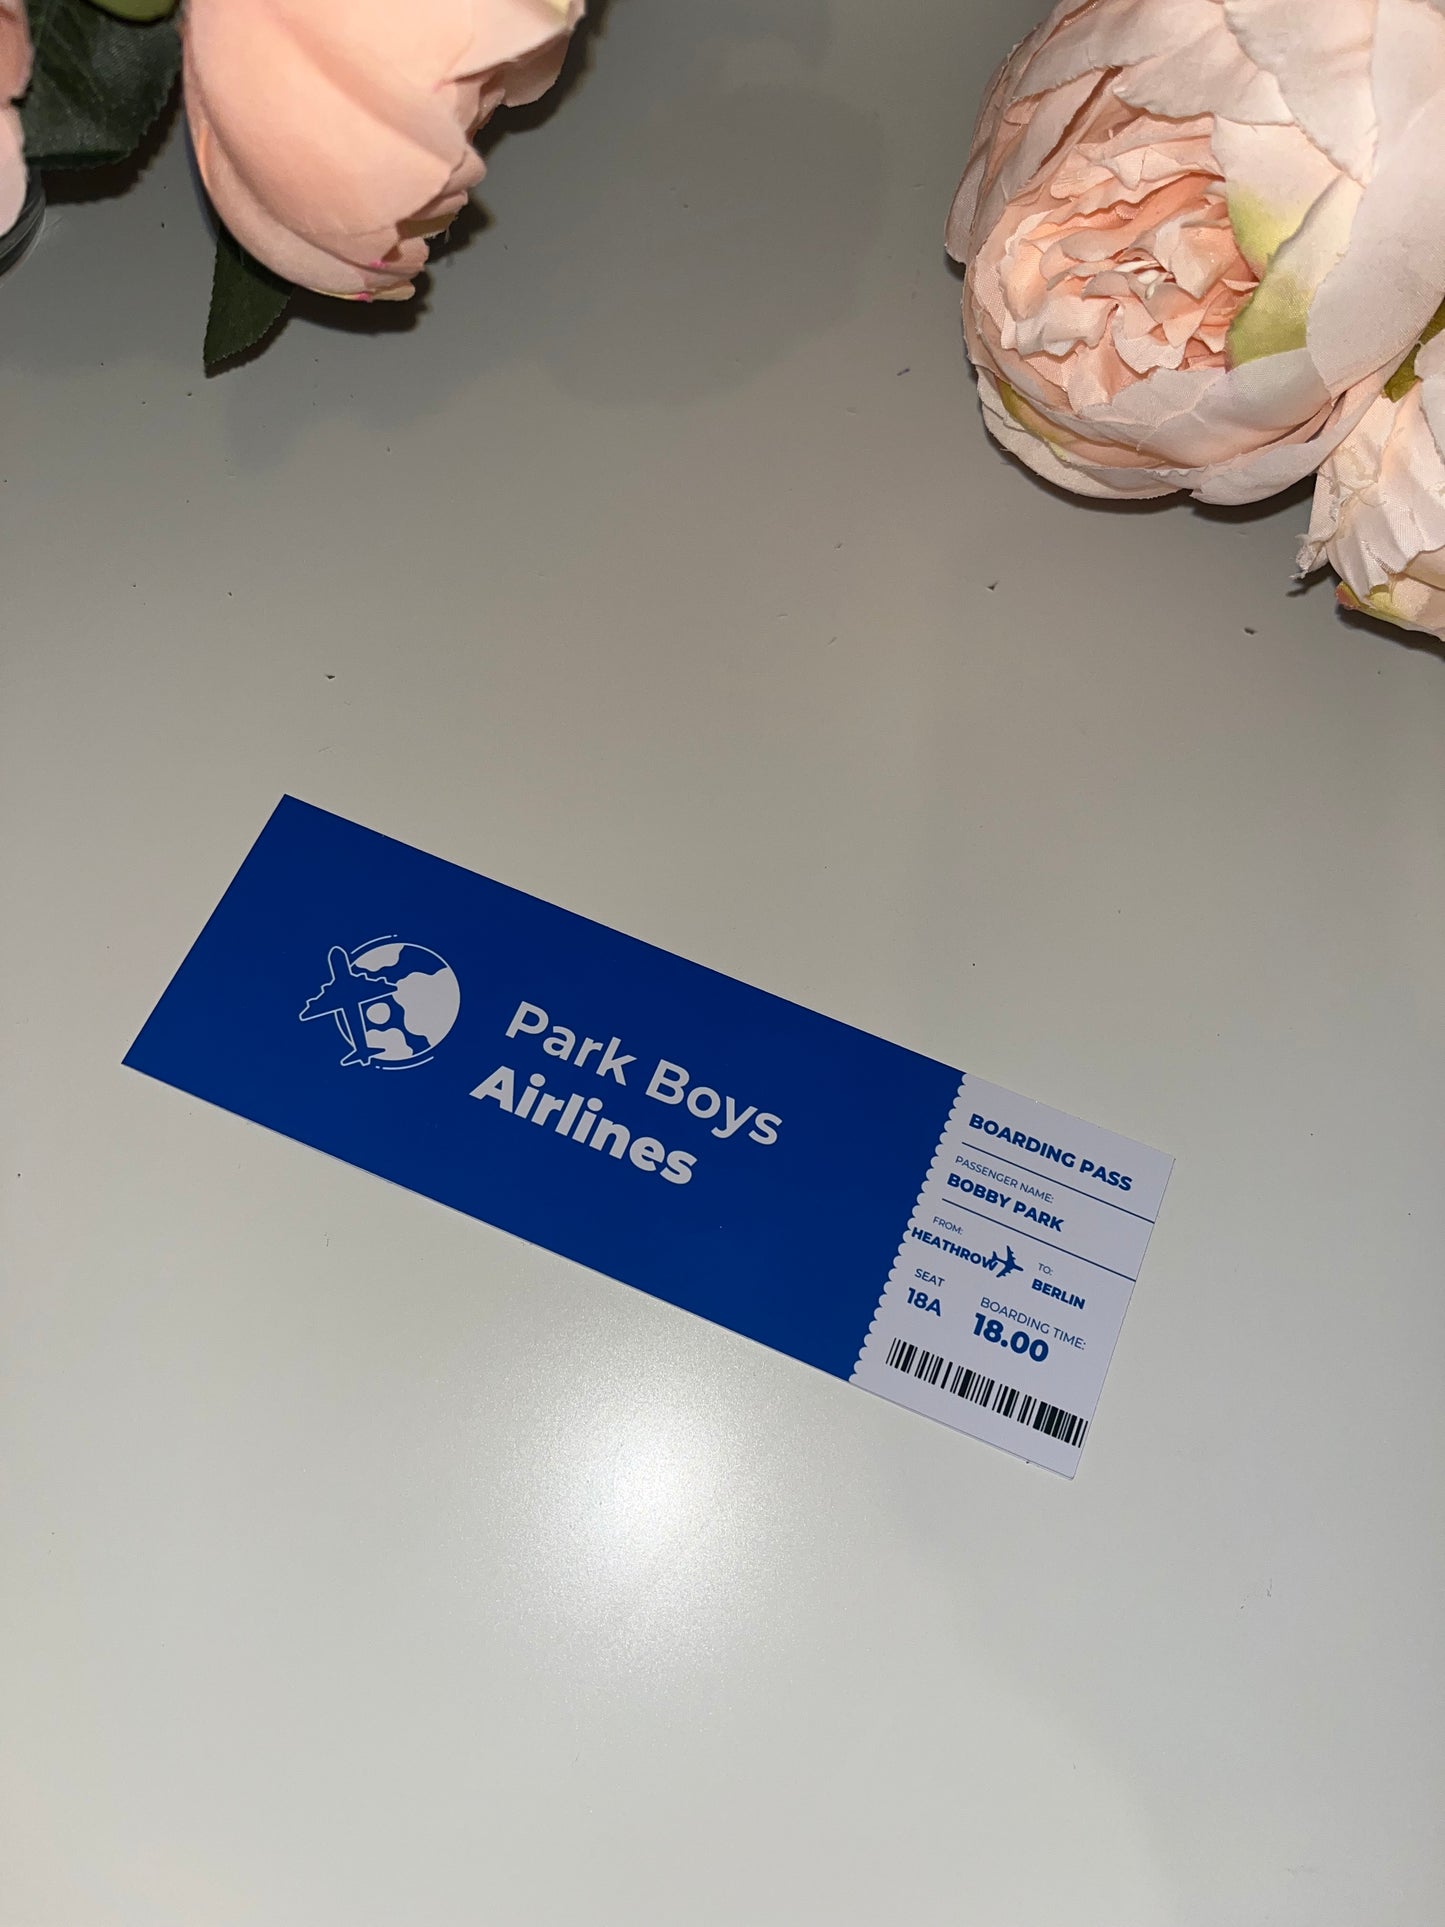 Park Boys
Airlines
BOARDING PASS
PASSENGER NAME:
BOBBY PARK
FROM:
HEATHROW
TO:
BERLIN
SEAT
18A
BOARDING TIME:
18.00